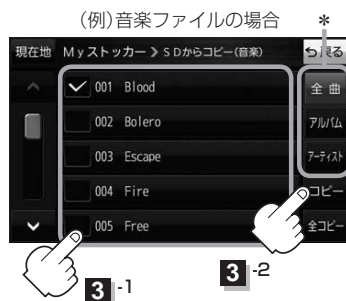 (例)音楽ファイルの場合 *
現在地 Myストッカー > SDからコピー(音楽) 戻る
001 Blood 全曲
002 Bolero アルバム
003 Escape アーティスト
004 Fire コピー
005 Free 全コピー
3-1 3-2